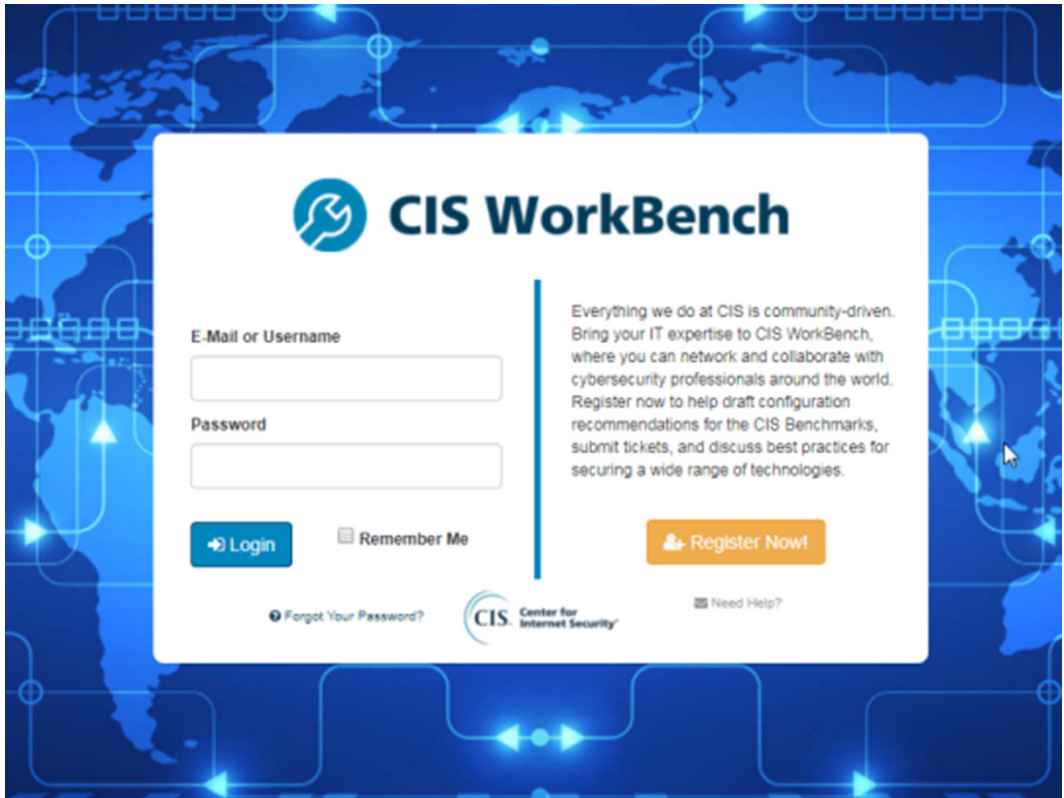 CIS WorkBench
E-Mail or Username
Password
Login
Remember Me
Forgot Your Password?
Everything we do at CIS is community-driven.
Bring your IT expertise to CIS WorkBench,
where you can network and collaborate with
cybersecurity professionals around the world.
Register now to help draft configuration
recommendations for the CIS Benchmarks,
submit tickets, and discuss best practices for
securing a wide range of technologies.
Register Now!
Need Help?
CIS. Center for
Internet Security®